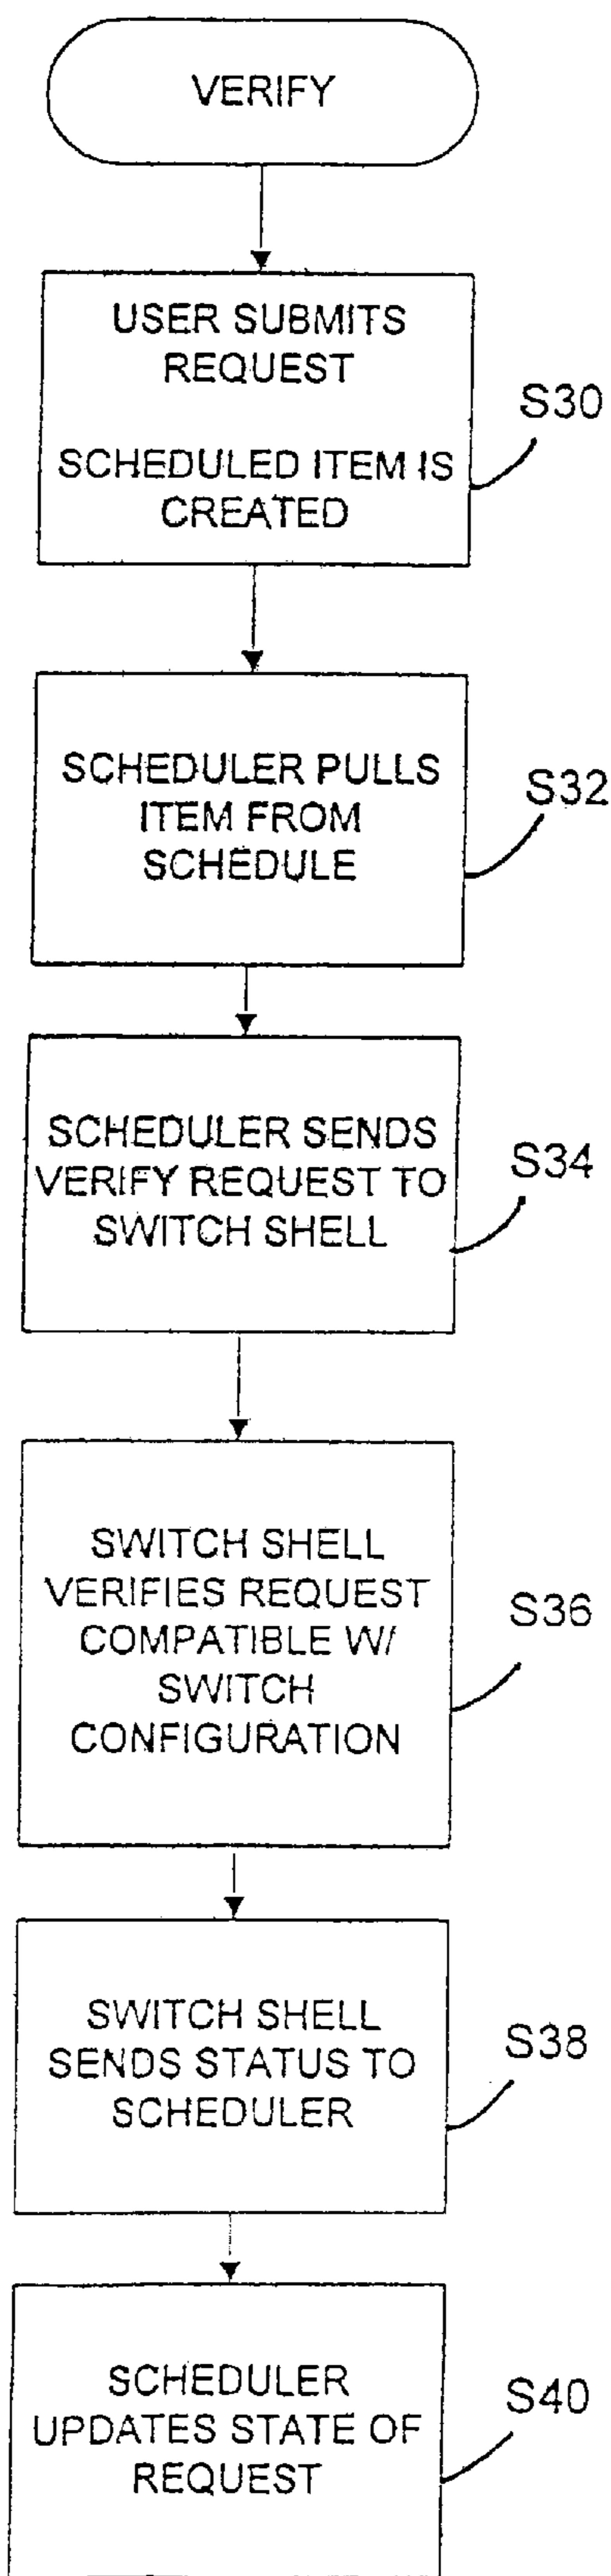 VERIFY
USER SUBMITS
REQUEST
SCHEDULED ITEM IS
CREATED
S30
SCHEDULER PULLS
ITEM FROM
SCHEDULE
S32
SCHEDULER SENDS
VERIFY REQUEST TO
SWITCH SHELL
S34
SWITCH SHELL
VERIFIES REQUEST
COMPATIBLE W/
SWITCH
CONFIGURATION
S36
SWITCH SHELL
SENDS STATUS TO
SCHEDULER
S38
SCHEDULER
UPDATES STATE OF
REQUEST
S40